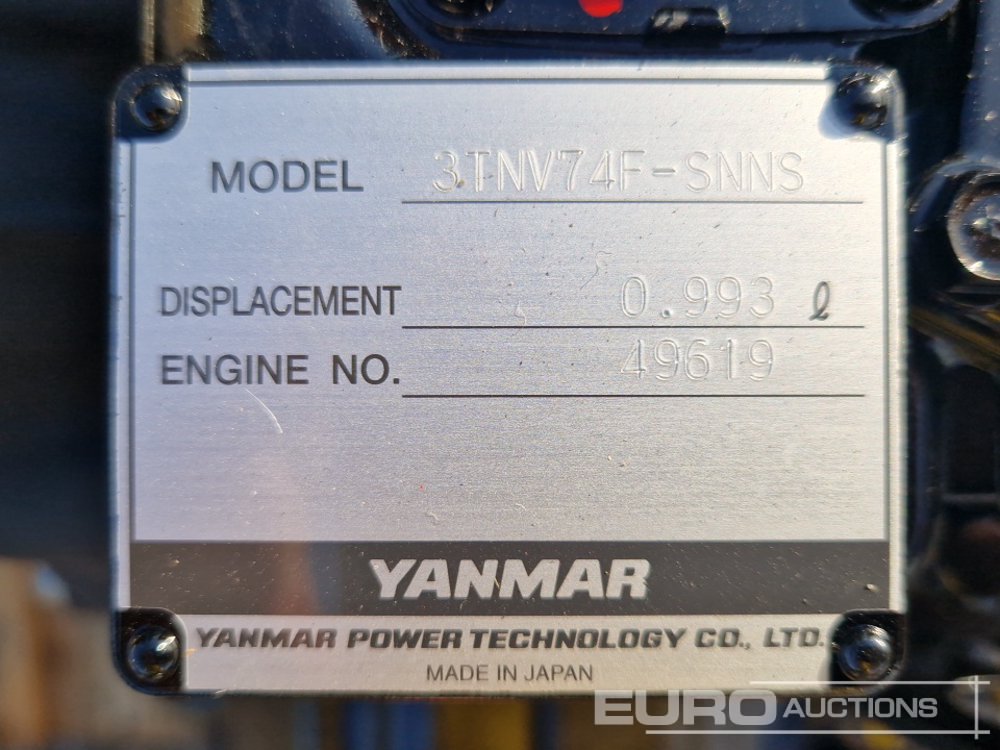 MODEL 3TNV74F-SNNS
DISPLACEMENT 0.993 ℓ
ENGINE NO. 49619
YANMAR
YANMAR POWER TECHNOLOGY CO., LTD.
MADE IN JAPAN
EURO AUCTIONS